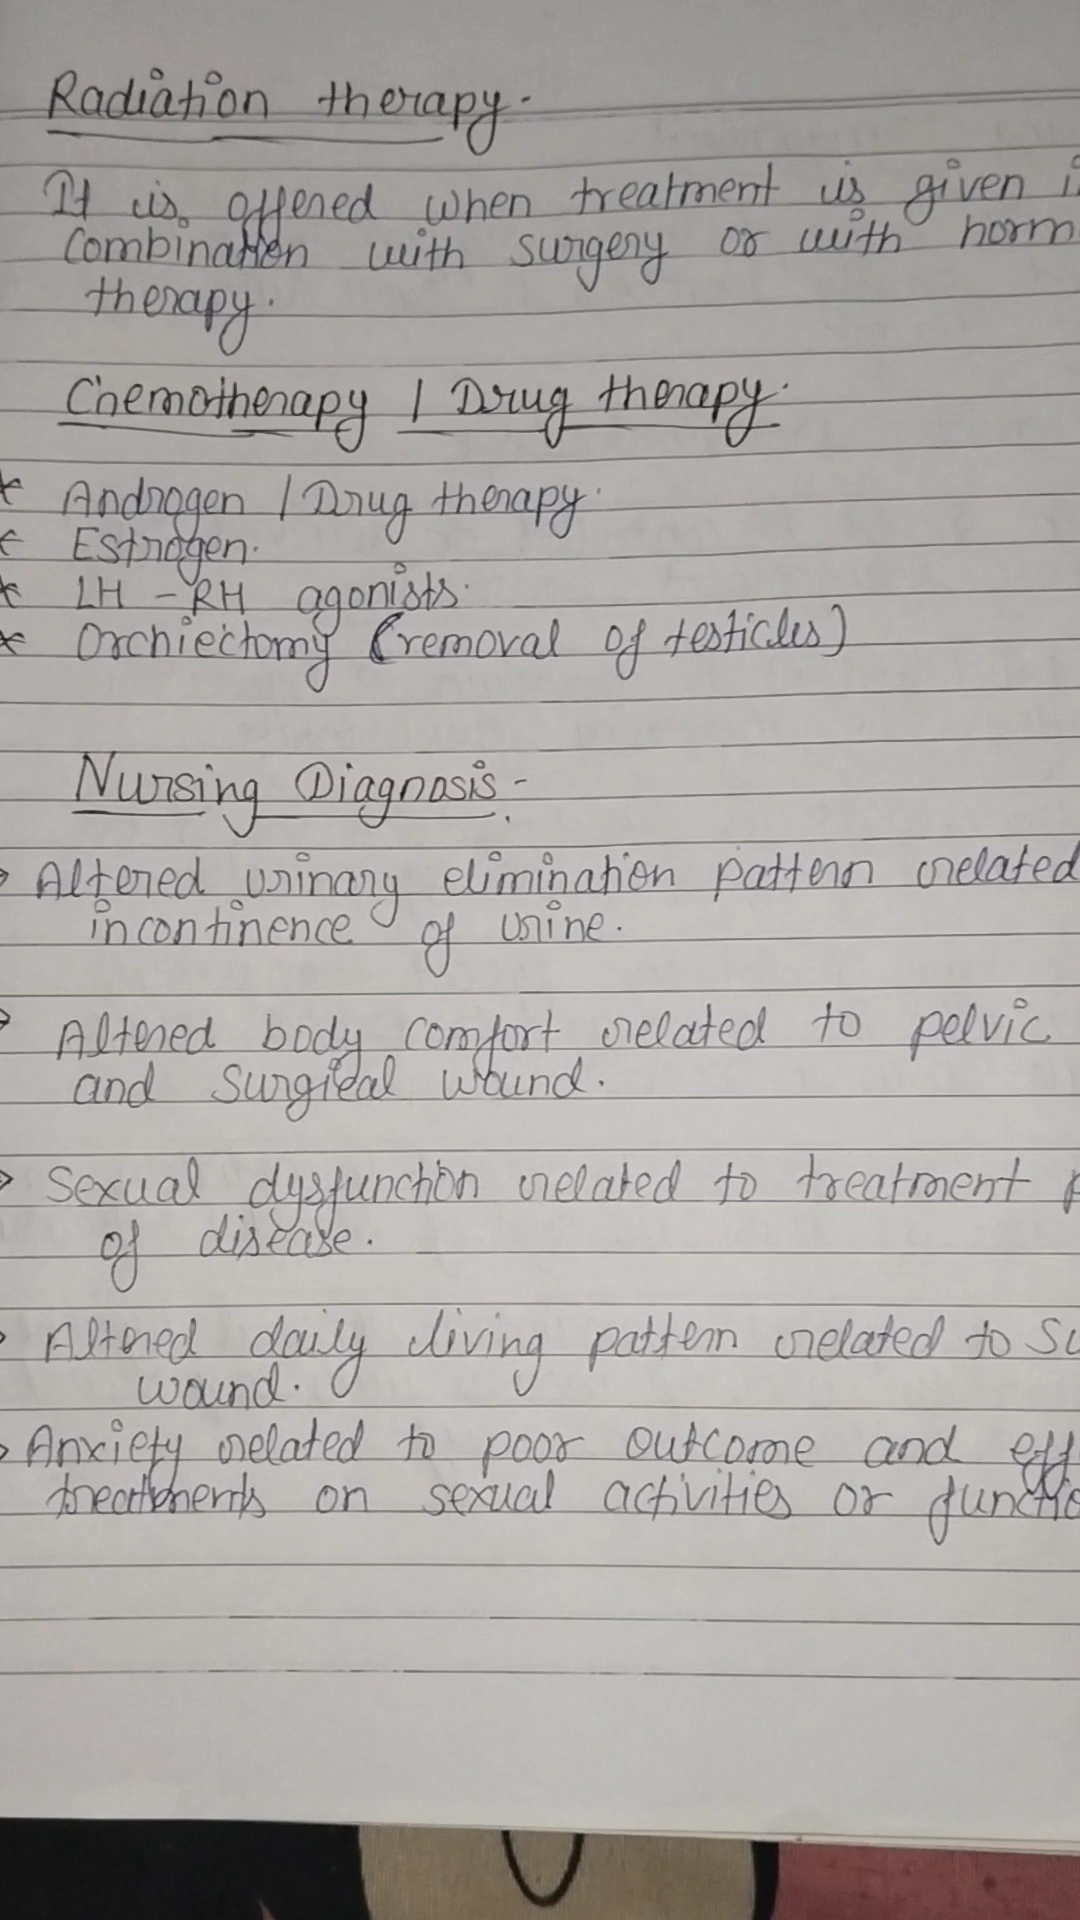 Radiation therapy.
It is offered when treatment is given
combination with surgery or with
therapy.
Chemotherapy / Drug therapy.
* Androgen / Drug therapy.
* Estrogen.
* LH - RH agonists.
* Orchiectomy (removal of testicles)
Nursing Diagnosis -
→ Altered urinary elimination pattern related
incontinence of urine.
→ Altered body comfort related to pelvic
and surgical wound.
→ Sexual dysfunction related to treatment
of disease.
→ Altered daily living pattern related to
wound.
→ Anxiety related to poor outcome and
treatments on sexual activities or